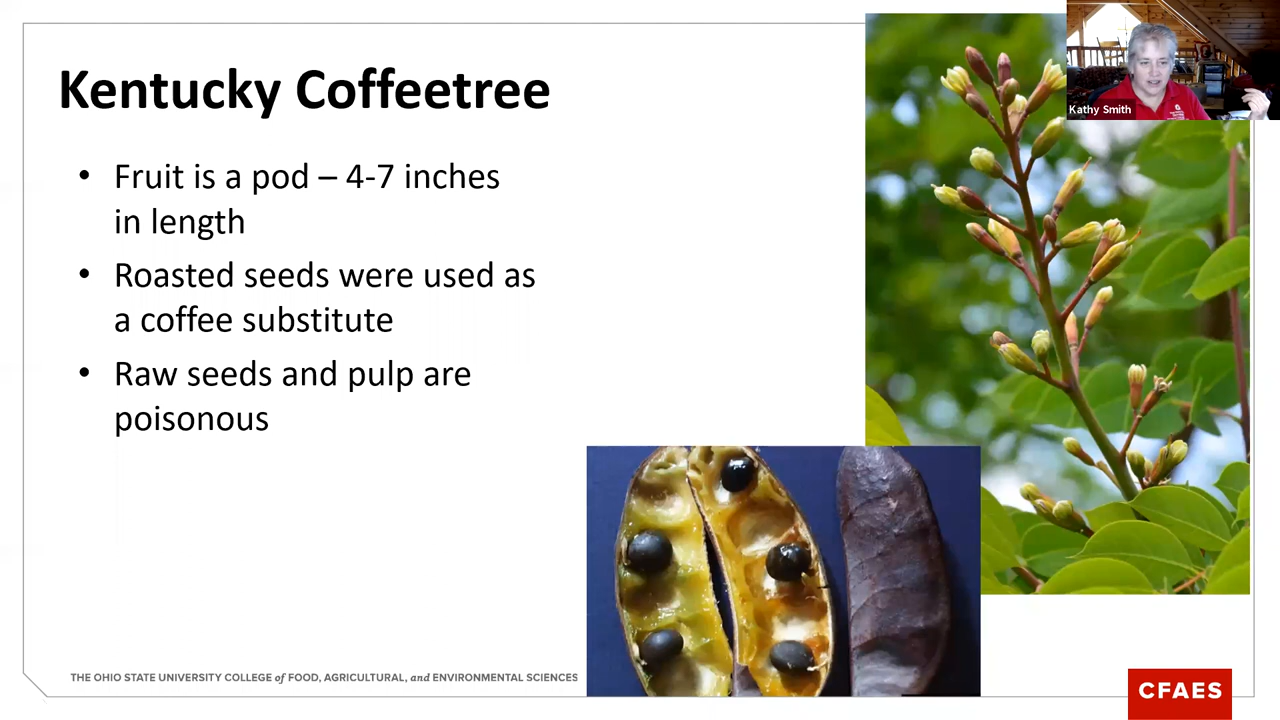 Kentucky Coffeetree
Kathy Smith
• Fruit is a pod – 4-7 inches
in length
• Roasted seeds were used as
a coffee substitute
• Raw seeds and pulp are
poisonous
THE OHIO STATE UNIVERSITY COLLEGE of FOOD, AGRICULTURAL, and ENVIRONMENTAL SCIENCES
CFAES